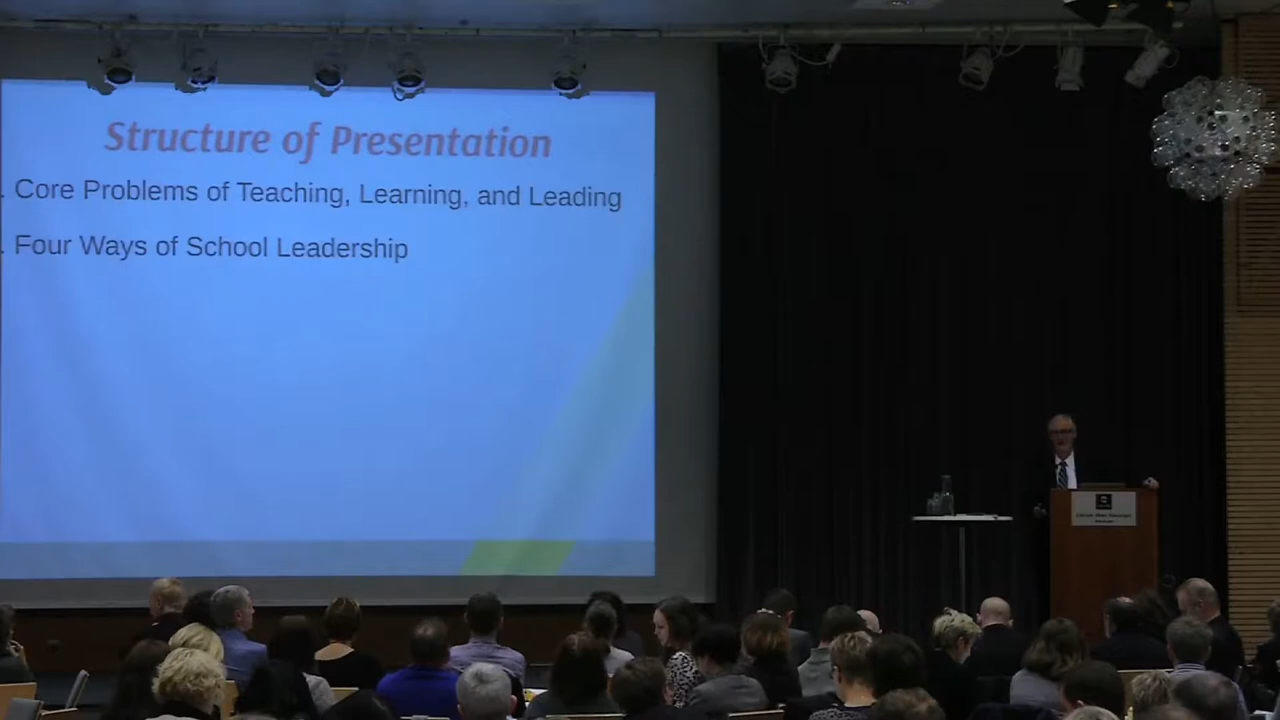 Structure of Presentation
. Core Problems of Teaching, Learning, and Leading
. Four Ways of School Leadership